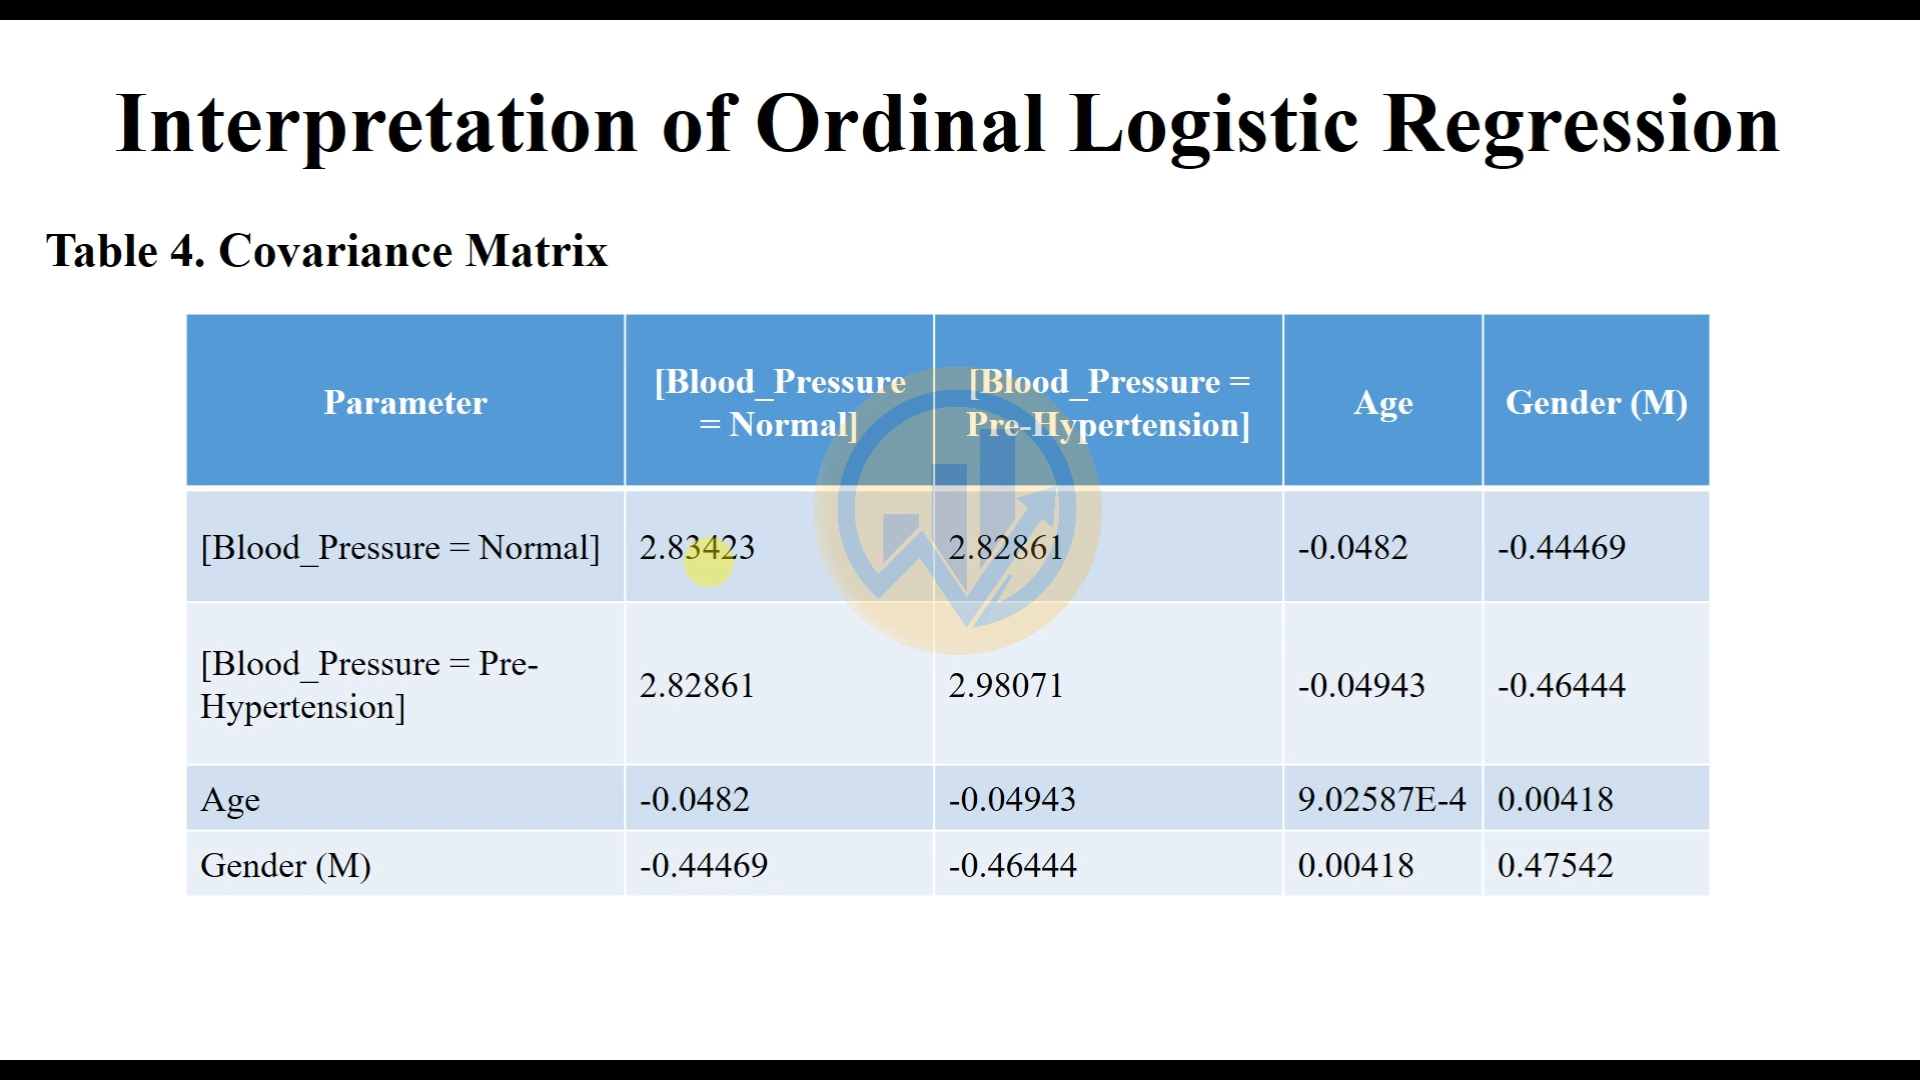 Interpretation of Ordinal Logistic Regression
Table 4. Covariance Matrix
Parameter [Blood_Pressure = Normal] [Blood_Pressure = Pre-Hypertension] Age Gender (M)
[Blood_Pressure = Normal] 2.83423 2.82861 -0.0482 -0.44469
[Blood_Pressure = Pre-Hypertension] 2.82861 2.98071 -0.04943 -0.46444
Age -0.0482 -0.04943 9.02587E-4 0.00418
Gender (M) -0.44469 -0.46444 0.00418 0.47542